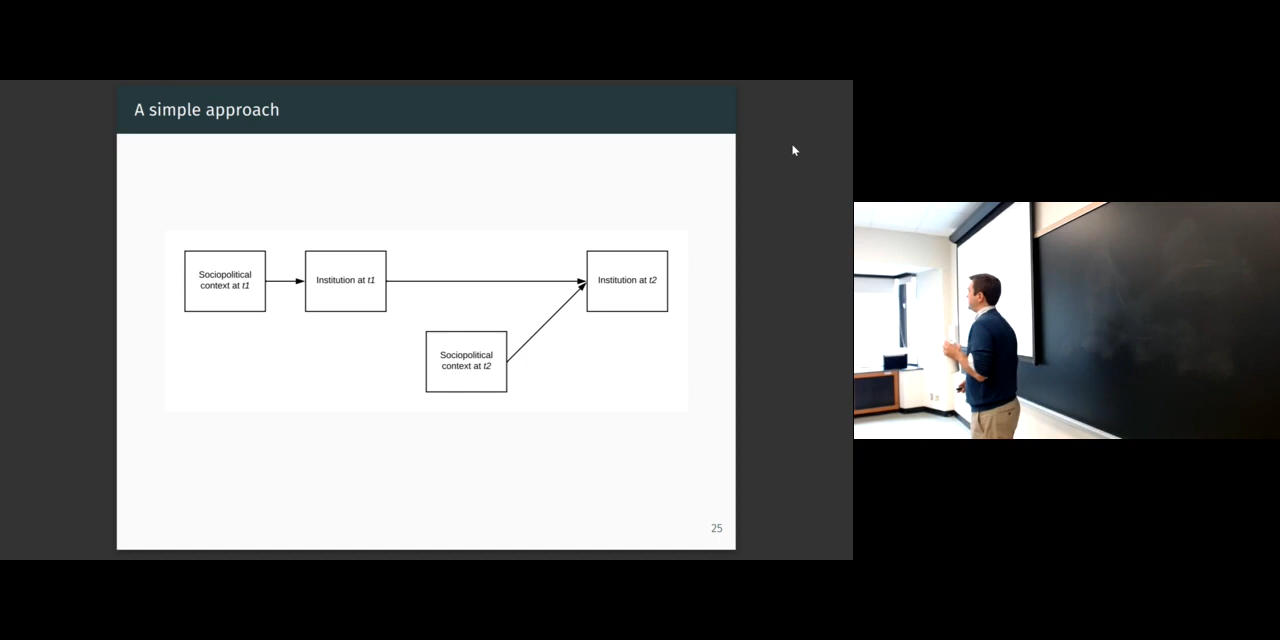 A simple approach
Sociopolitical
context at t1
Institution at t1
Institution at t2
Sociopolitical
context at t2
25